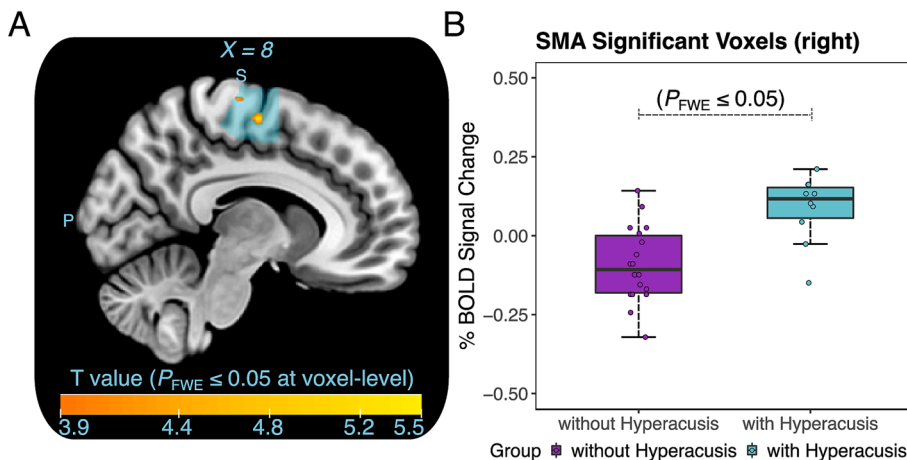 A
X = 8
S
P
T value (PFWE ≤ 0.05 at voxel-level)
3.9 4.4 4.8 5.2 5.5
B
SMA Significant Voxels (right)
% BOLD Signal Change
0.50
0.25
0.00
−0.25
−0.50
(PFWE ≤ 0.05)
without Hyperacusis with Hyperacusis
Group without Hyperacusis with Hyperacusis